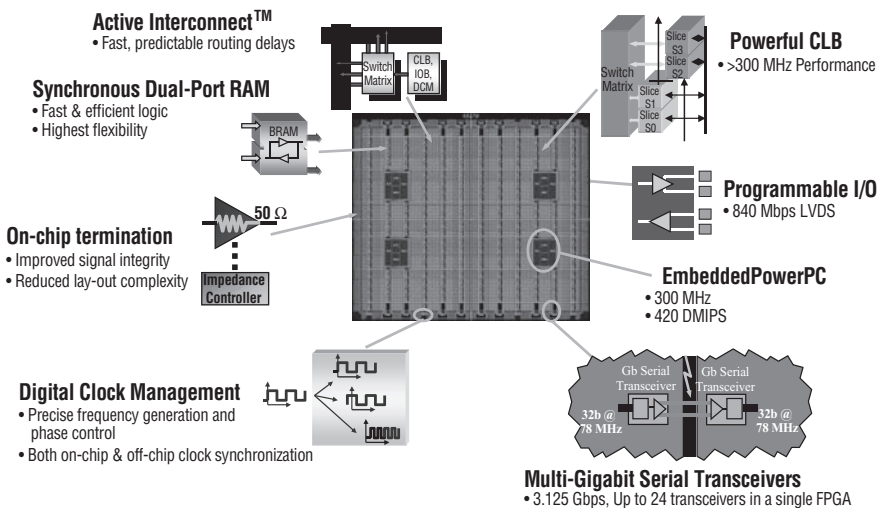 Active Interconnect™
• Fast, predictable routing delays
Switch
Matrix
CLB,
IOB,
DCM
Switch
Matrix
Slice
S3
Slice
S2
Slice
S1
Slice
S0
Powerful CLB
• >300 MHz Performance
Synchronous Dual-Port RAM
• Fast & efficient logic
• Highest flexibility
BRAM
Programmable I/O
• 840 Mbps LVDS
50 Ω
On-chip termination
• Improved signal integrity
• Reduced lay-out complexity
Impedance
Controller
EmbeddedPowerPC
• 300 MHz
• 420 DMIPS
Digital Clock Management
• Precise frequency generation and
phase control
• Both on-chip & off-chip clock synchronization
Gb Serial
Transceiver
Gb Serial
Transceiver
32b @
78 MHz
32b @
78 MHz
Multi-Gigabit Serial Transceivers
• 3.125 Gbps, Up to 24 transceivers in a single FPGA